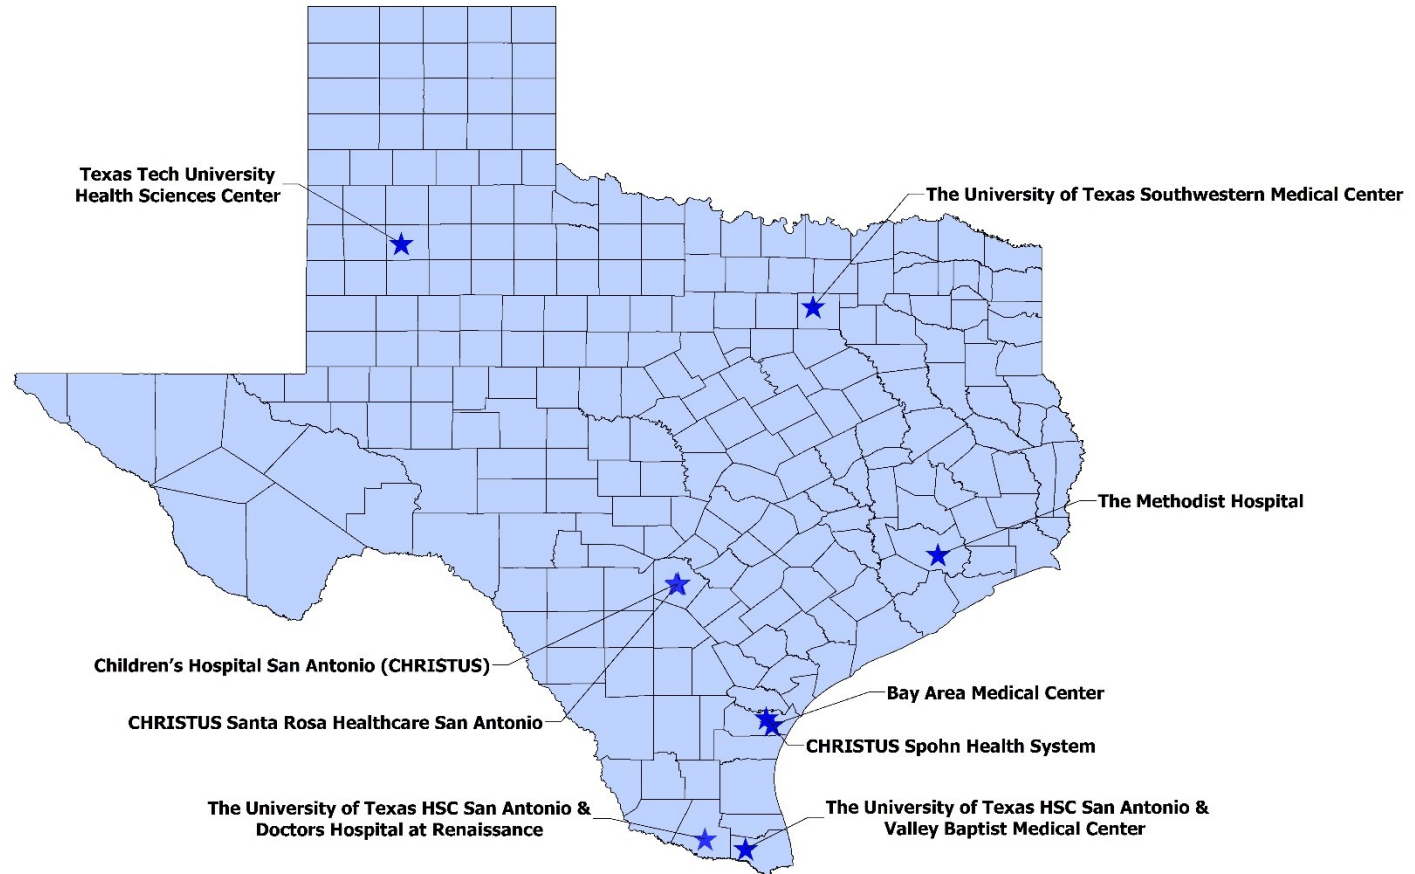 Texas Tech University
Health Sciences Center
The University of Texas Southwestern Medical Center
The Methodist Hospital
Children’s Hospital San Antonio (CHRISTUS)
Bay Area Medical Center
CHRISTUS Santa Rosa Healthcare San Antonio
CHRISTUS Spohn Health System
The University of Texas HSC San Antonio &
Doctors Hospital at Renaissance
The University of Texas HSC San Antonio &
Valley Baptist Medical Center